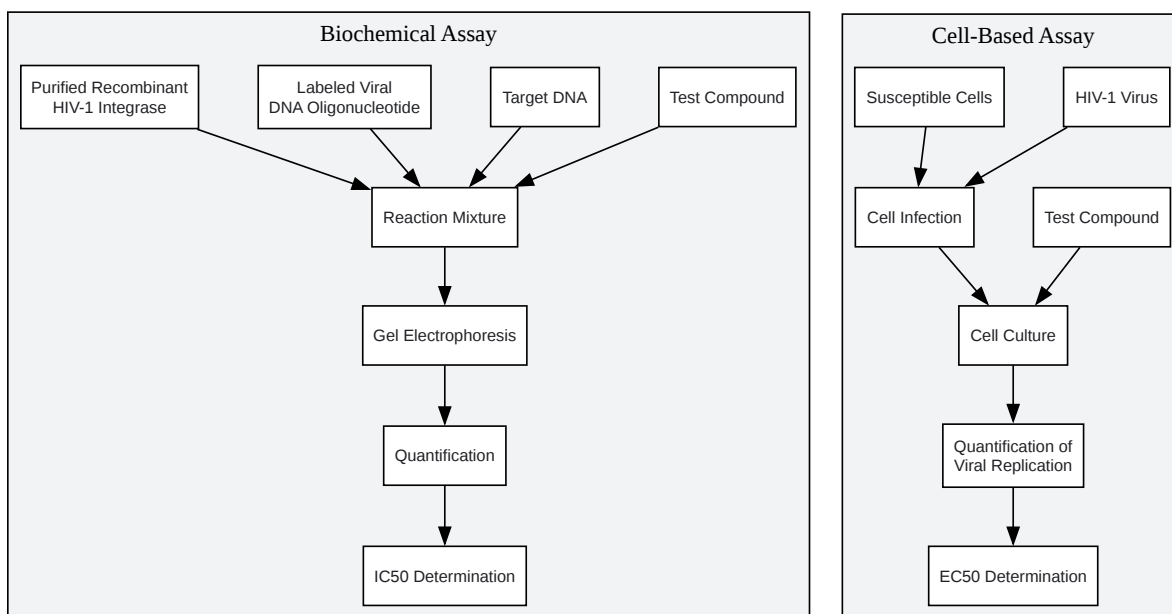 Biochemical Assay
Purified Recombinant
HIV-1 Integrase
Labeled Viral
DNA Oligonucleotide
Target DNA
Test Compound
Reaction Mixture
Gel Electrophoresis
Quantification
IC50 Determination
Cell-Based Assay
Susceptible Cells
HIV-1 Virus
Cell Infection
Test Compound
Cell Culture
Quantification of
Viral Replication
EC50 Determination